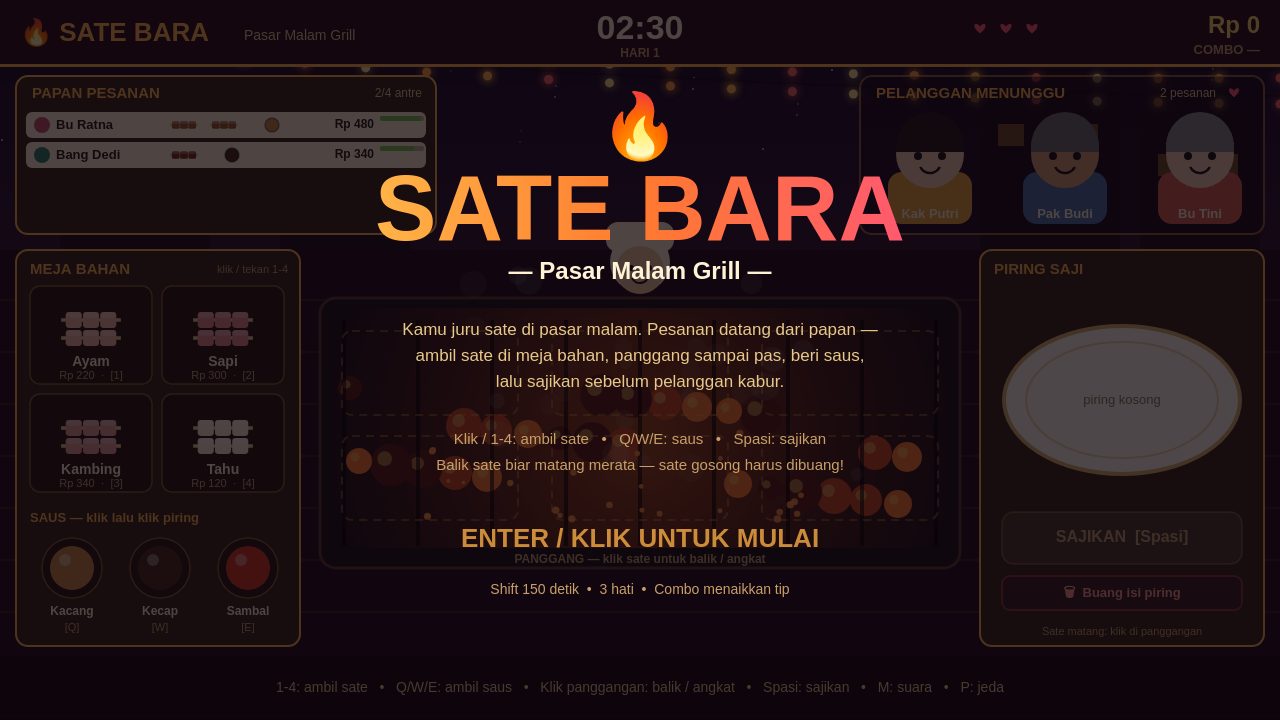 🔥 SATE BARA
Pasar Malam Grill
02:30
HARI 1
Rp 0
COMBO —
PAPAN PESANAN
2/4 antre
Bu Ratna
Rp 480
Bang Dedi
Rp 340
PELANGGAN MENUNGGU
2 pesanan
Kak Putri
Pak Budi
Bu Tini
SATE BARA
— Pasar Malam Grill —
Kamu juru sate di pasar malam. Pesanan datang dari papan —
ambil sate di meja bahan, panggang sampai pas, beri saus,
lalu sajikan sebelum pelanggan kabur.
Klik / 1-4: ambil sate • Q/W/E: saus • Spasi: sajikan
Balik sate biar matang merata — sate gosong harus dibuang!
ENTER / KLIK UNTUK MULAI
PANGGANG — klik sate untuk balik / angkat
Shift 150 detik • 3 hati • Combo menaikkan tip
MEJA BAHAN
klik / tekan 1-4
Ayam
Rp 220 · [1]
Sapi
Rp 300 · [2]
Kambing
Rp 340 · [3]
Tahu
Rp 120 · [4]
SAUS — klik lalu klik piring
Kacang
[Q]
Kecap
[W]
Sambal
[E]
PIRING SAJI
piring kosong
SAJIKAN [Spasi]
Buang isi piring
Sate matang: klik di panggangan
1-4: ambil sate • Q/W/E: ambil saus • Klik panggangan: balik / angkat • Spasi: sajikan • M: suara • P: jeda